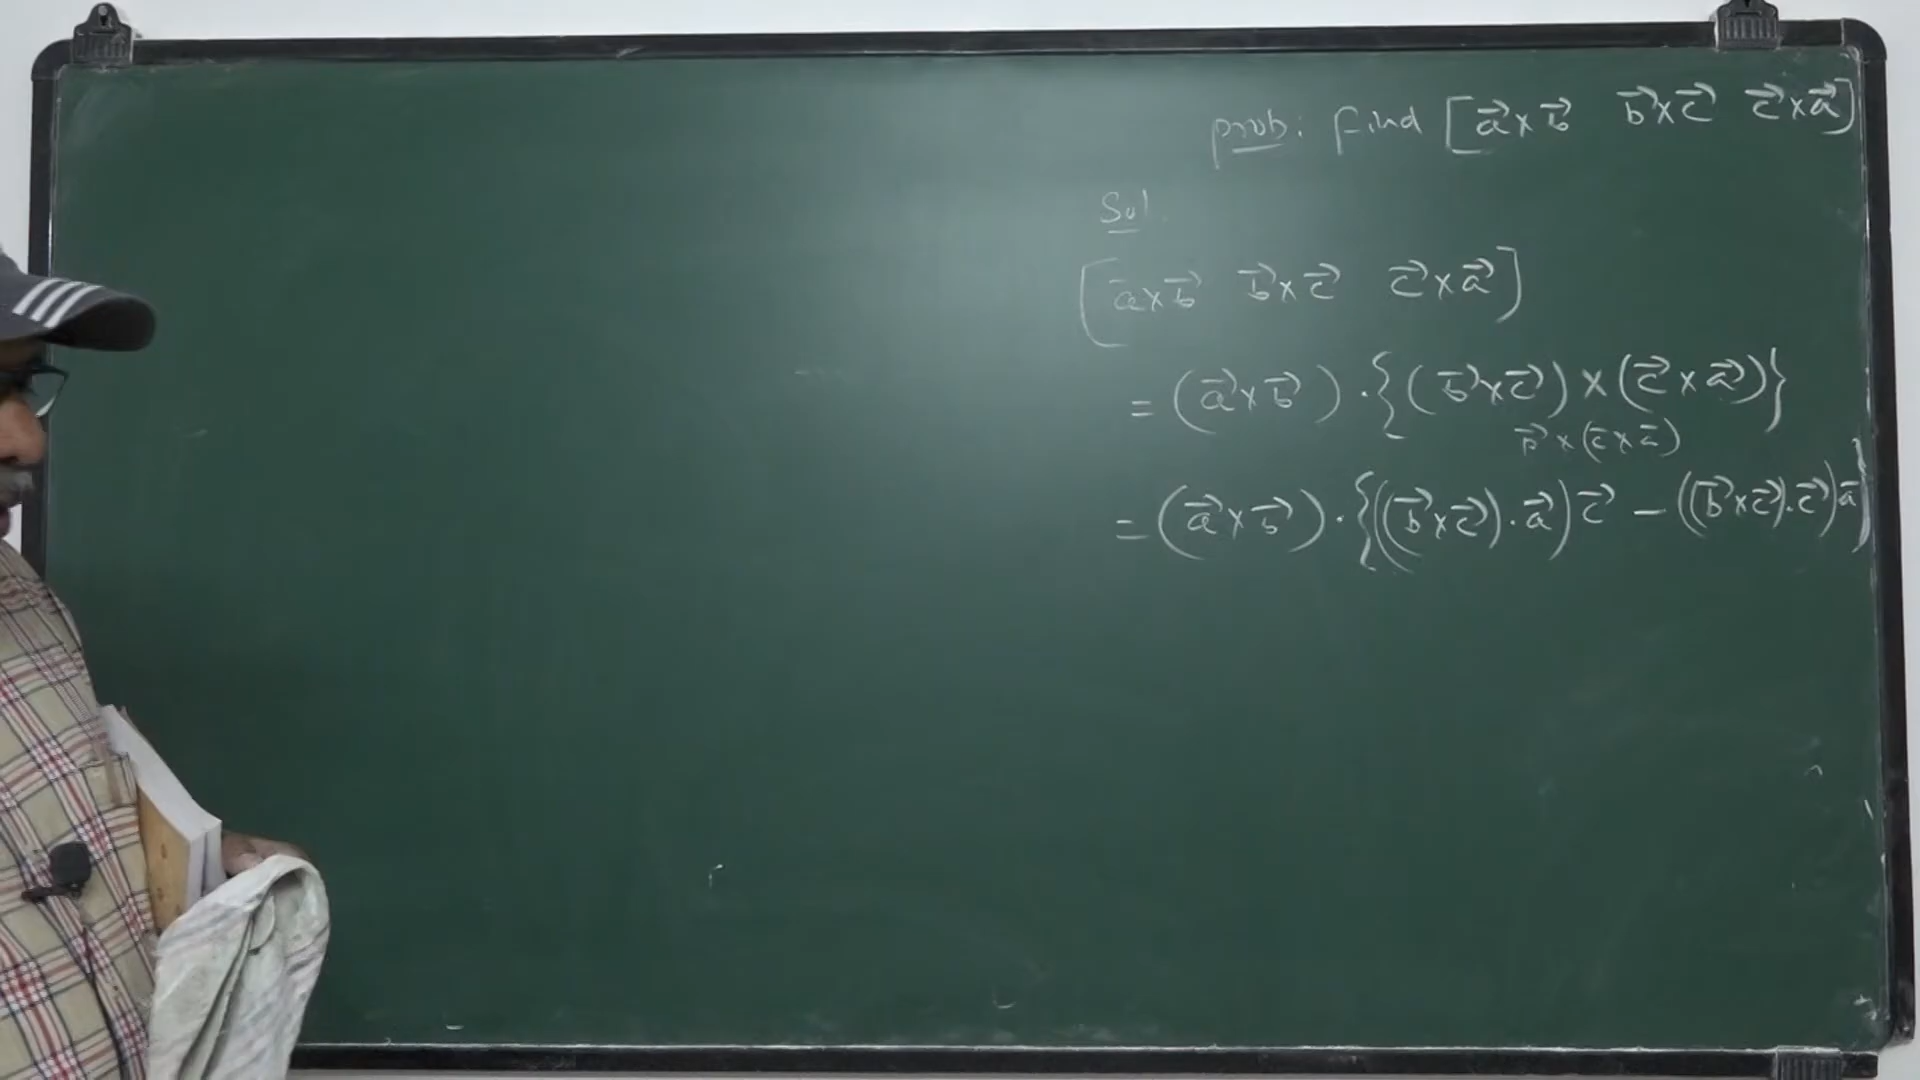 prob: find [a⃗×b⃗ b⃗×c⃗ c⃗×a⃗]
Sol.
[a⃗×b⃗ b⃗×c⃗ c⃗×a⃗]
= (a⃗×b⃗)·{(b⃗×c⃗)×(c⃗×a⃗)}
p⃗×(c⃗×a⃗)
= (a⃗×b⃗)·{((b⃗×c⃗)·a⃗)c⃗ − ((b⃗×c⃗)·c⃗)a⃗}